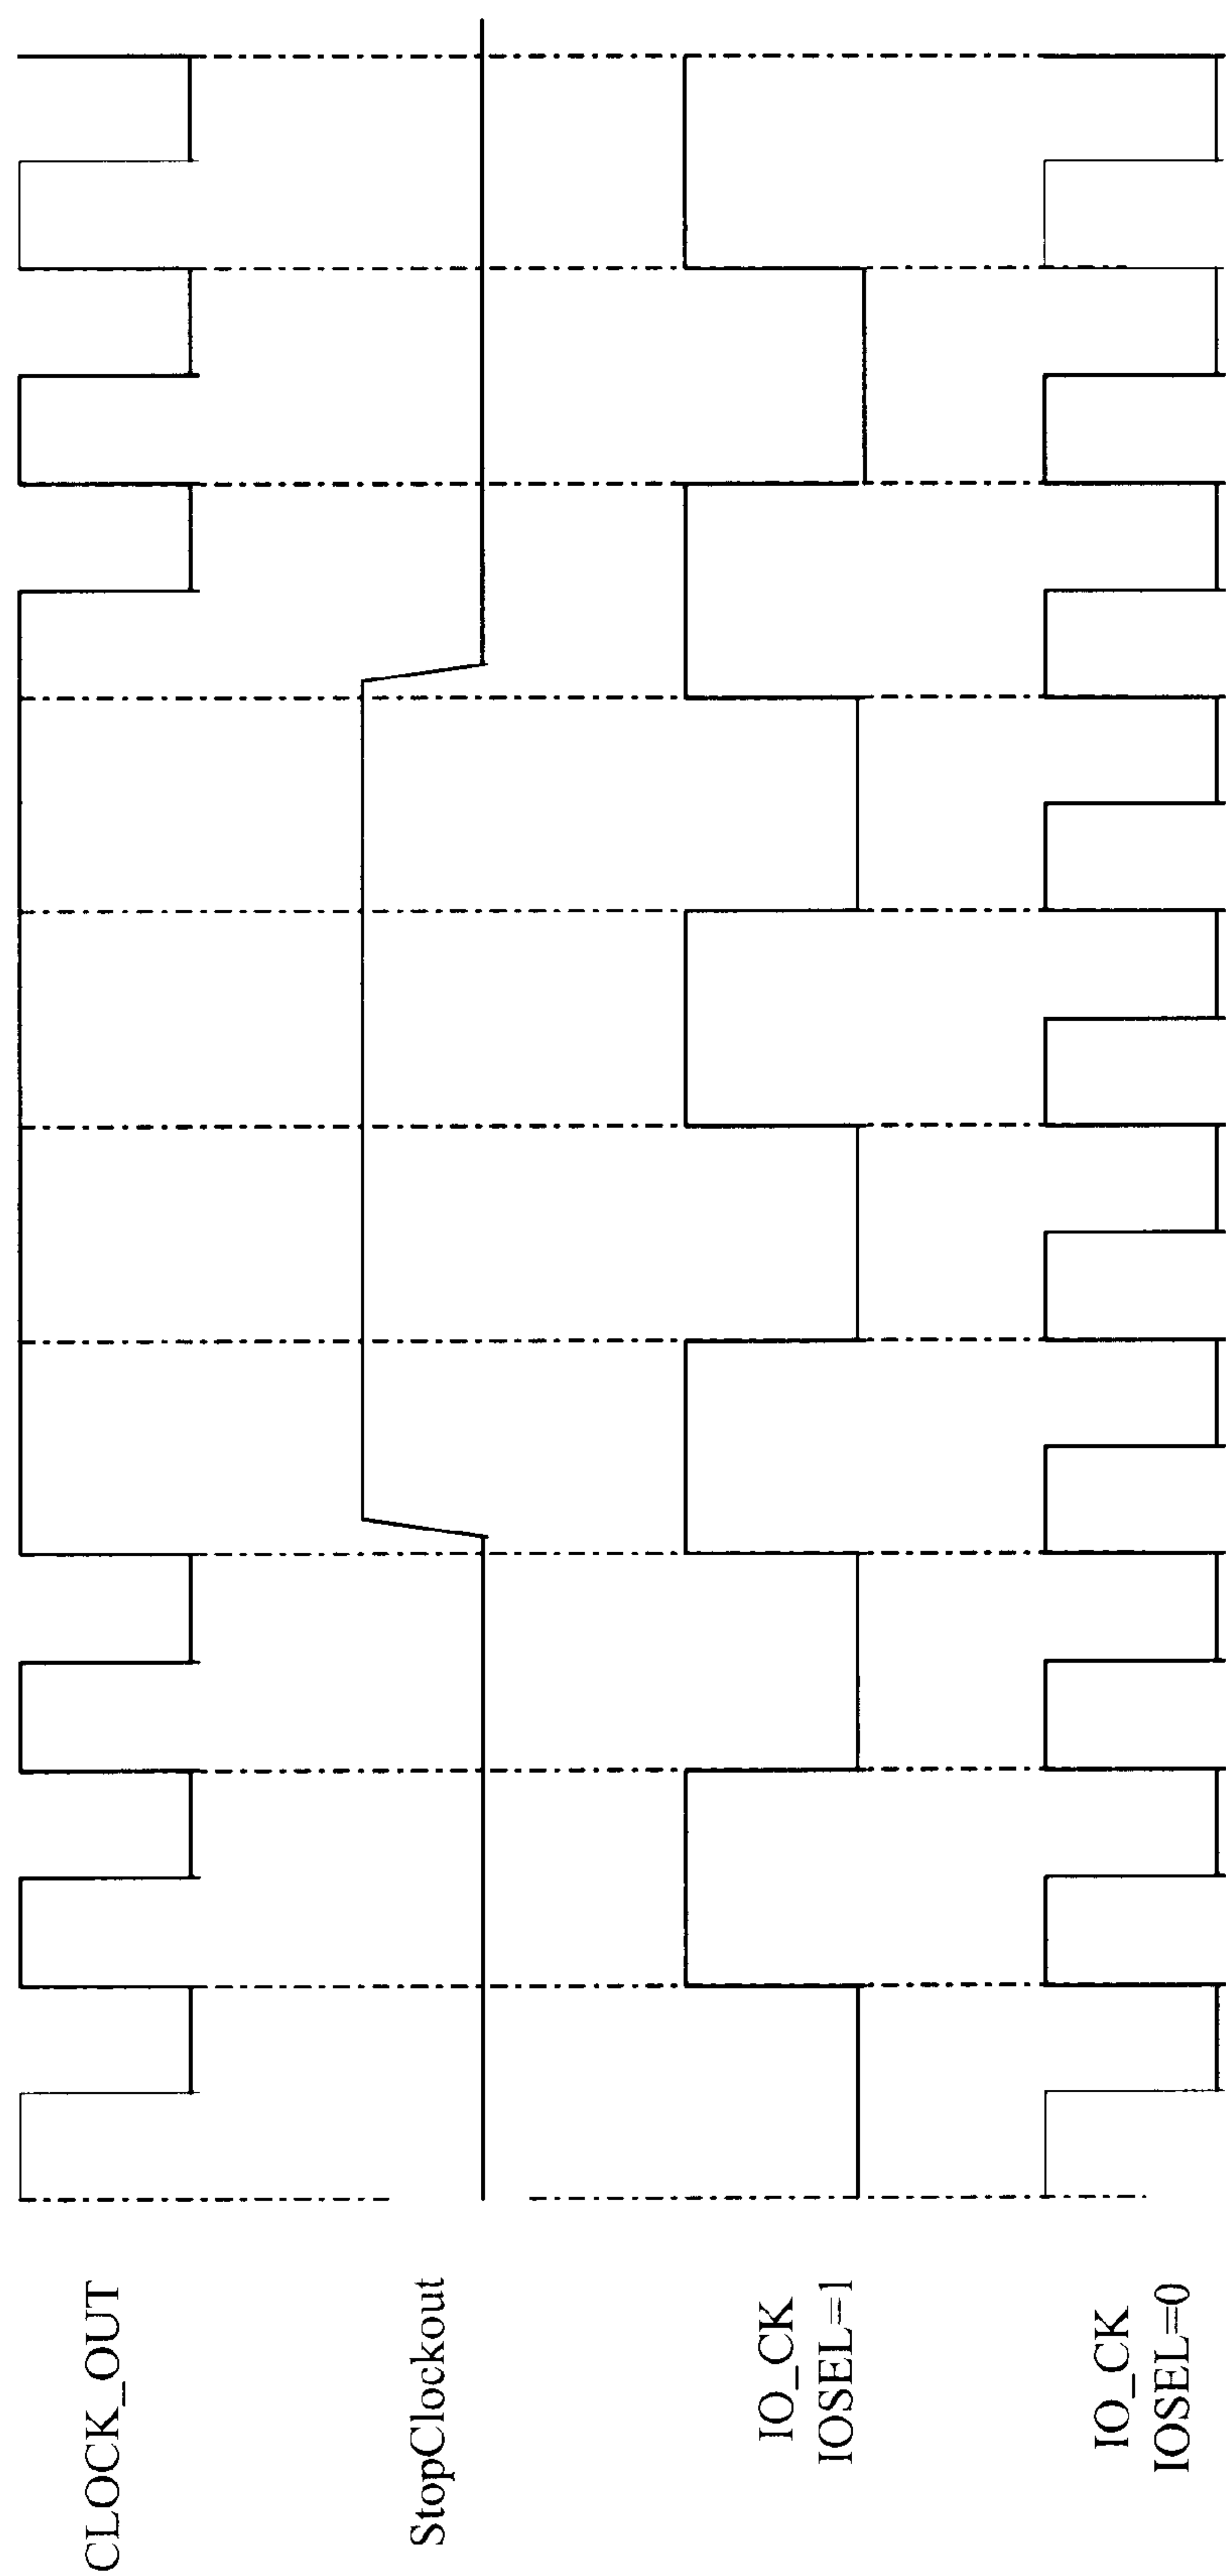 CLOCK_OUT
StopClockout
IO_CK
IOSEL=1
IO_CK
IOSEL=0